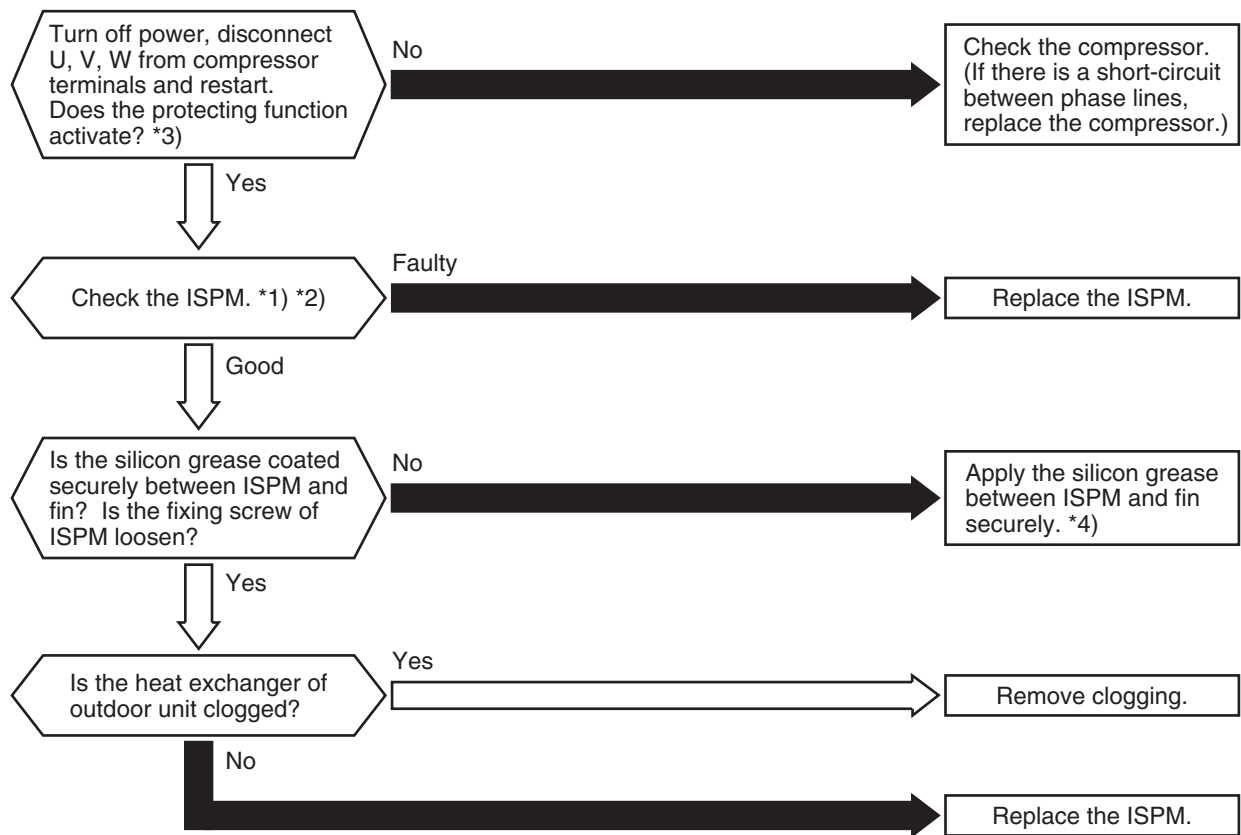 Turn off power, disconnect
U, V, W from compressor
terminals and restart.
Does the protecting function
activate? *3)
No
Check the compressor.
(If there is a short-circuit
between phase lines,
replace the compressor.)
Yes
Check the ISPM. *1) *2)
Faulty
Replace the ISPM.
Good
Is the silicon grease coated
securely between ISPM and
fin? Is the fixing screw of
ISPM loosen?
No
Apply the silicon grease
between ISPM and fin
securely. *4)
Yes
Is the heat exchanger of
outdoor unit clogged?
Yes
Remove clogging.
No
Replace the ISPM.